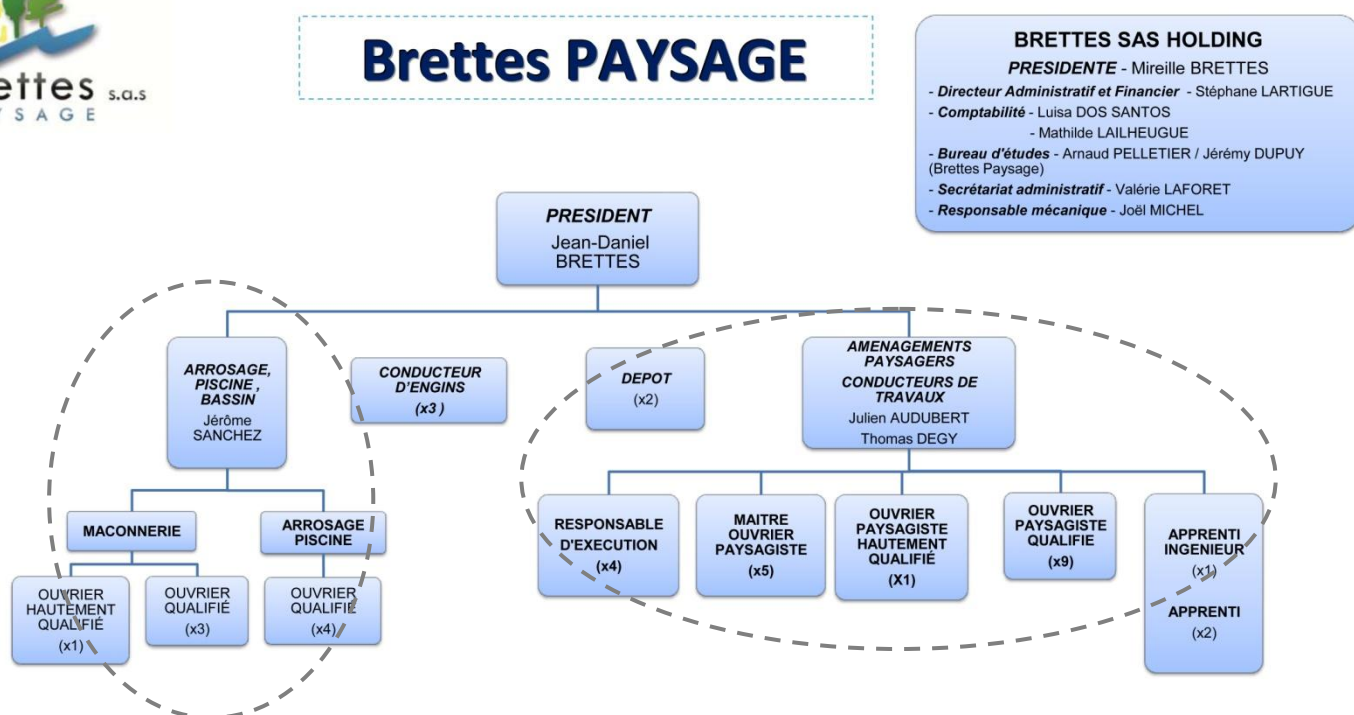 s.a.s
Brettes PAYSAGE
BRETTES SAS HOLDING
PRESIDENTE - Mireille BRETTES
- Directeur Administratif et Financier - Stéphane LARTIGUE
- Comptabilité - Luisa DOS SANTOS
- Mathilde LAILHEUGUE
- Bureau d'études - Arnaud PELLETIER / Jérémy DUPUY
(Brettes Paysage)
- Secrétariat administratif - Valérie LAFORET
- Responsable mécanique - Joël MICHEL
PRESIDENT
Jean-Daniel
BRETTES
ARROSAGE,
PISCINE ,
BASSIN
Jérôme
SANCHEZ
CONDUCTEUR
D'ENGINS
(x3 )
DEPOT
(x2)
AMENAGEMENTS
PAYSAGERS
CONDUCTEURS DE
TRAVAUX
Julien AUDUBERT
Thomas DEGY
MACONNERIE
ARROSAGE
PISCINE
OUVRIER
HAUTEMENT
QUALIFIÉ
(x1)
OUVRIER
QUALIFIÉ
(x3)
OUVRIER
QUALIFIÉ
(x4)
RESPONSABLE
D'EXECUTION
(x4)
MAITRE
OUVRIER
PAYSAGISTE
(x5)
OUVRIER
PAYSAGISTE
HAUTEMENT
QUALIFIÉ
(X1)
OUVRIER
PAYSAGISTE
QUALIFIE
(x9)
APPRENTI
INGENIEUR
(x1)
APPRENTI
(x2)